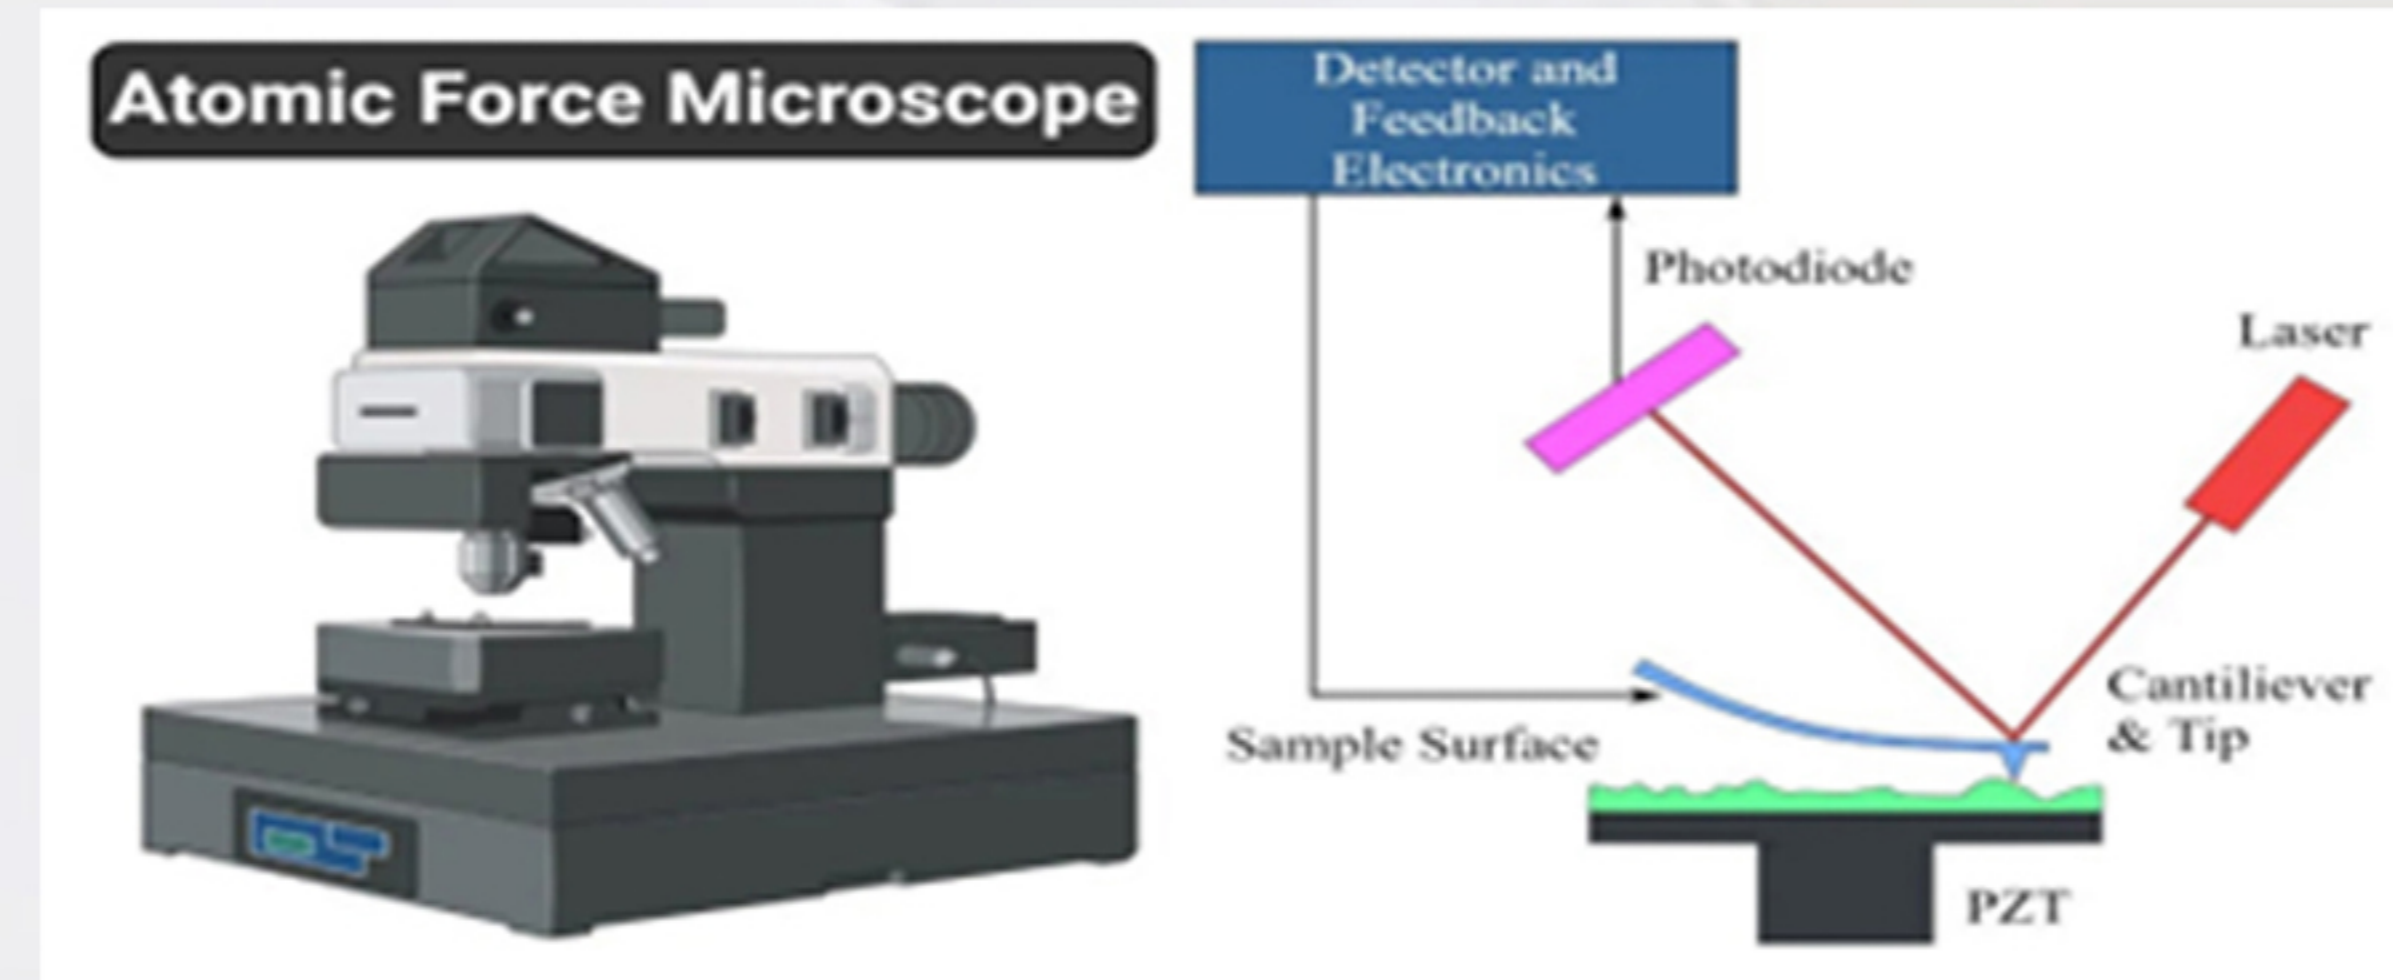 Atomic Force Microscope
Detector and
Feedback
Electronics
Photodiode
Laser
Cantiliever
& Tip
Sample Surface
PZT